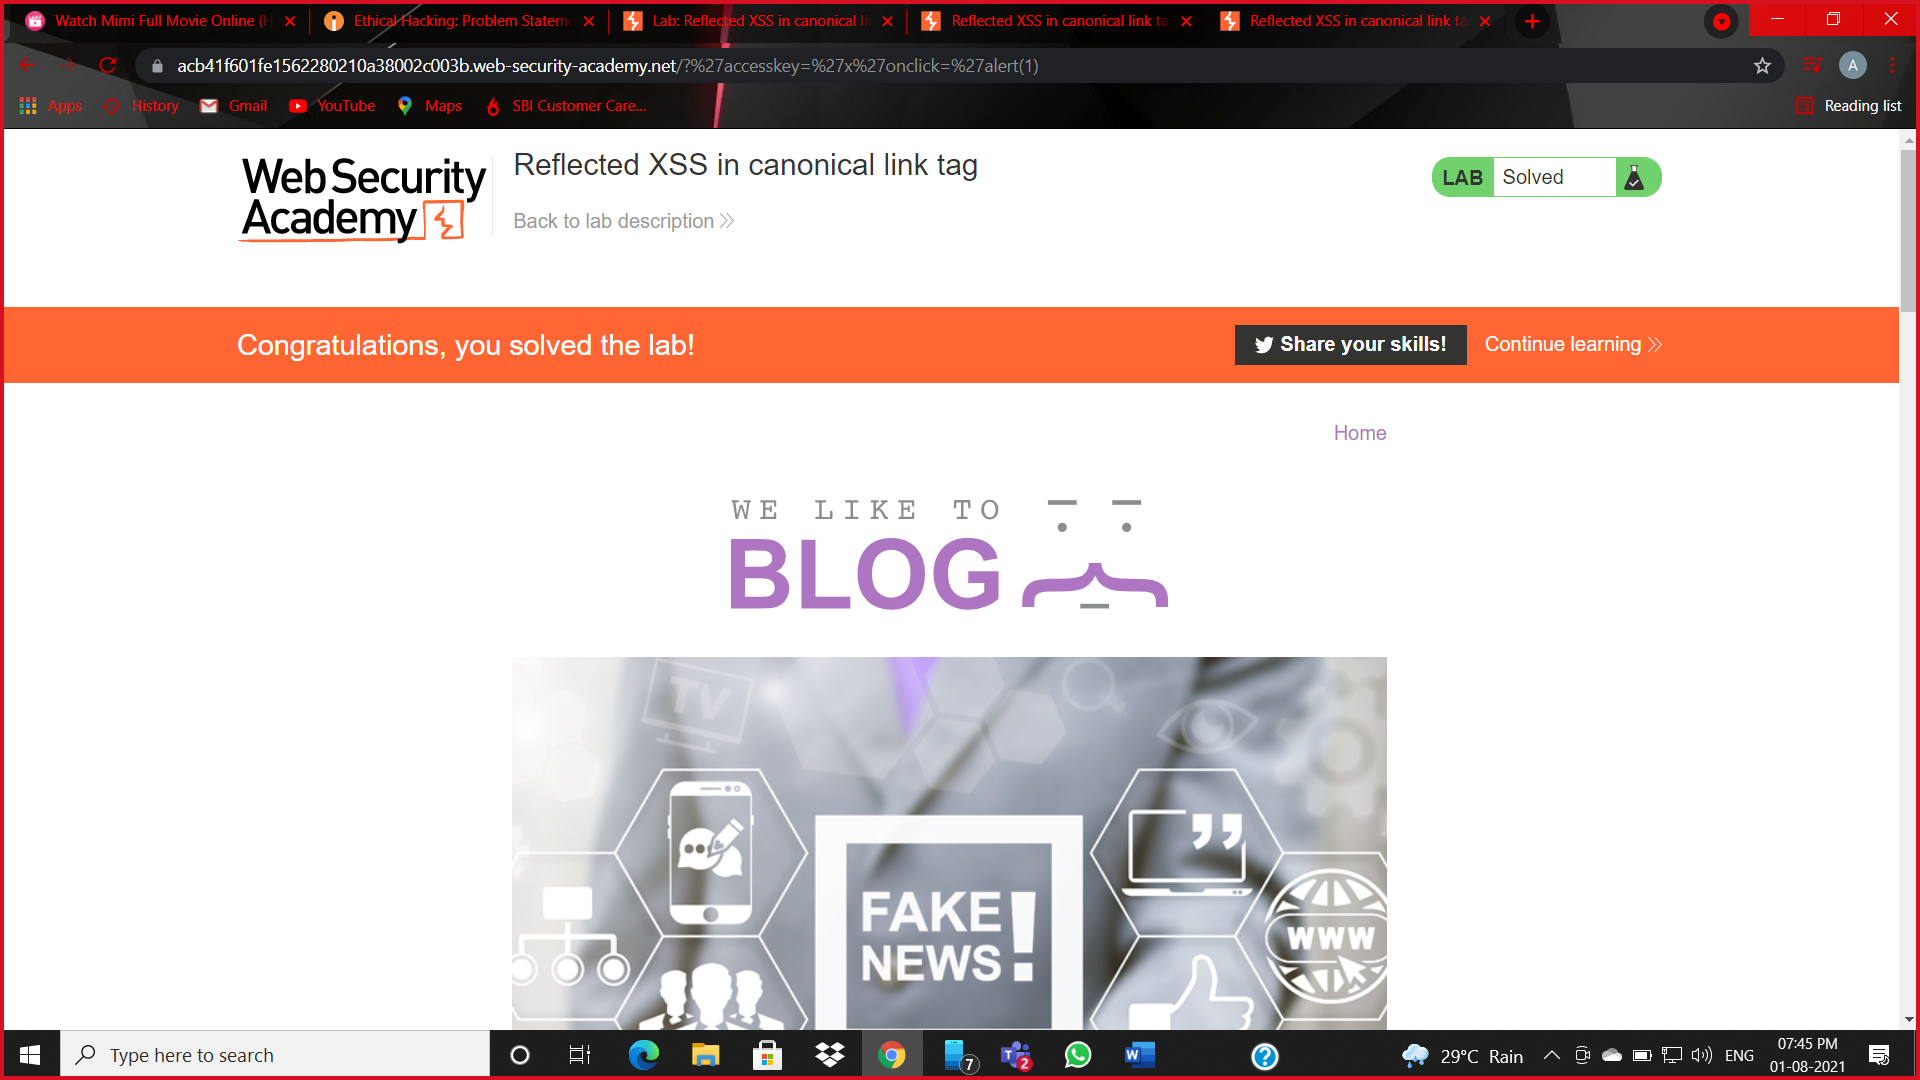 Watch Mimi Full Movie Online (H
Ethical Hacking: Problem Stateme
Lab: Reflected XSS in canonical li
Reflected XSS in canonical link ta
Reflected XSS in canonical link ta
acb41f601fe1562280210a38002c003b.web-security-academy.net/?%27accesskey=%27x%27onclick=%27alert(1)
A
Apps
History
Gmail
YouTube
Maps
SBI Customer Care...
Reading list
Web Security
Academy
Reflected XSS in canonical link tag
Back to lab description
LAB
Solved
Congratulations, you solved the lab!
Share your skills!
Continue learning
Home
WE LIKE TO
BLOG
TV
FAKE
NEWS!
WWW
Type here to search
7
2
29°C Rain
ENG
07:45 PM
01-08-2021